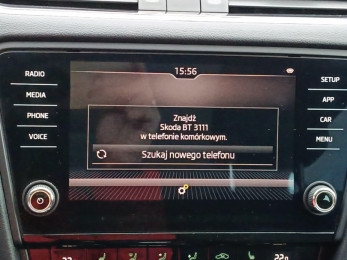 15:56
RADIO
MEDIA
PHONE
VOICE
Znajdź
Skoda BT 3111
w telefonie komórkowym.
Szukaj nowego telefonu
SETUP
APP
CAR
MENU